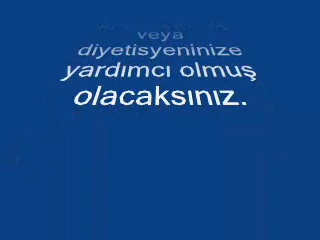 veya
diyetisyeninize
yardımcı olmuş
olacaksınız.